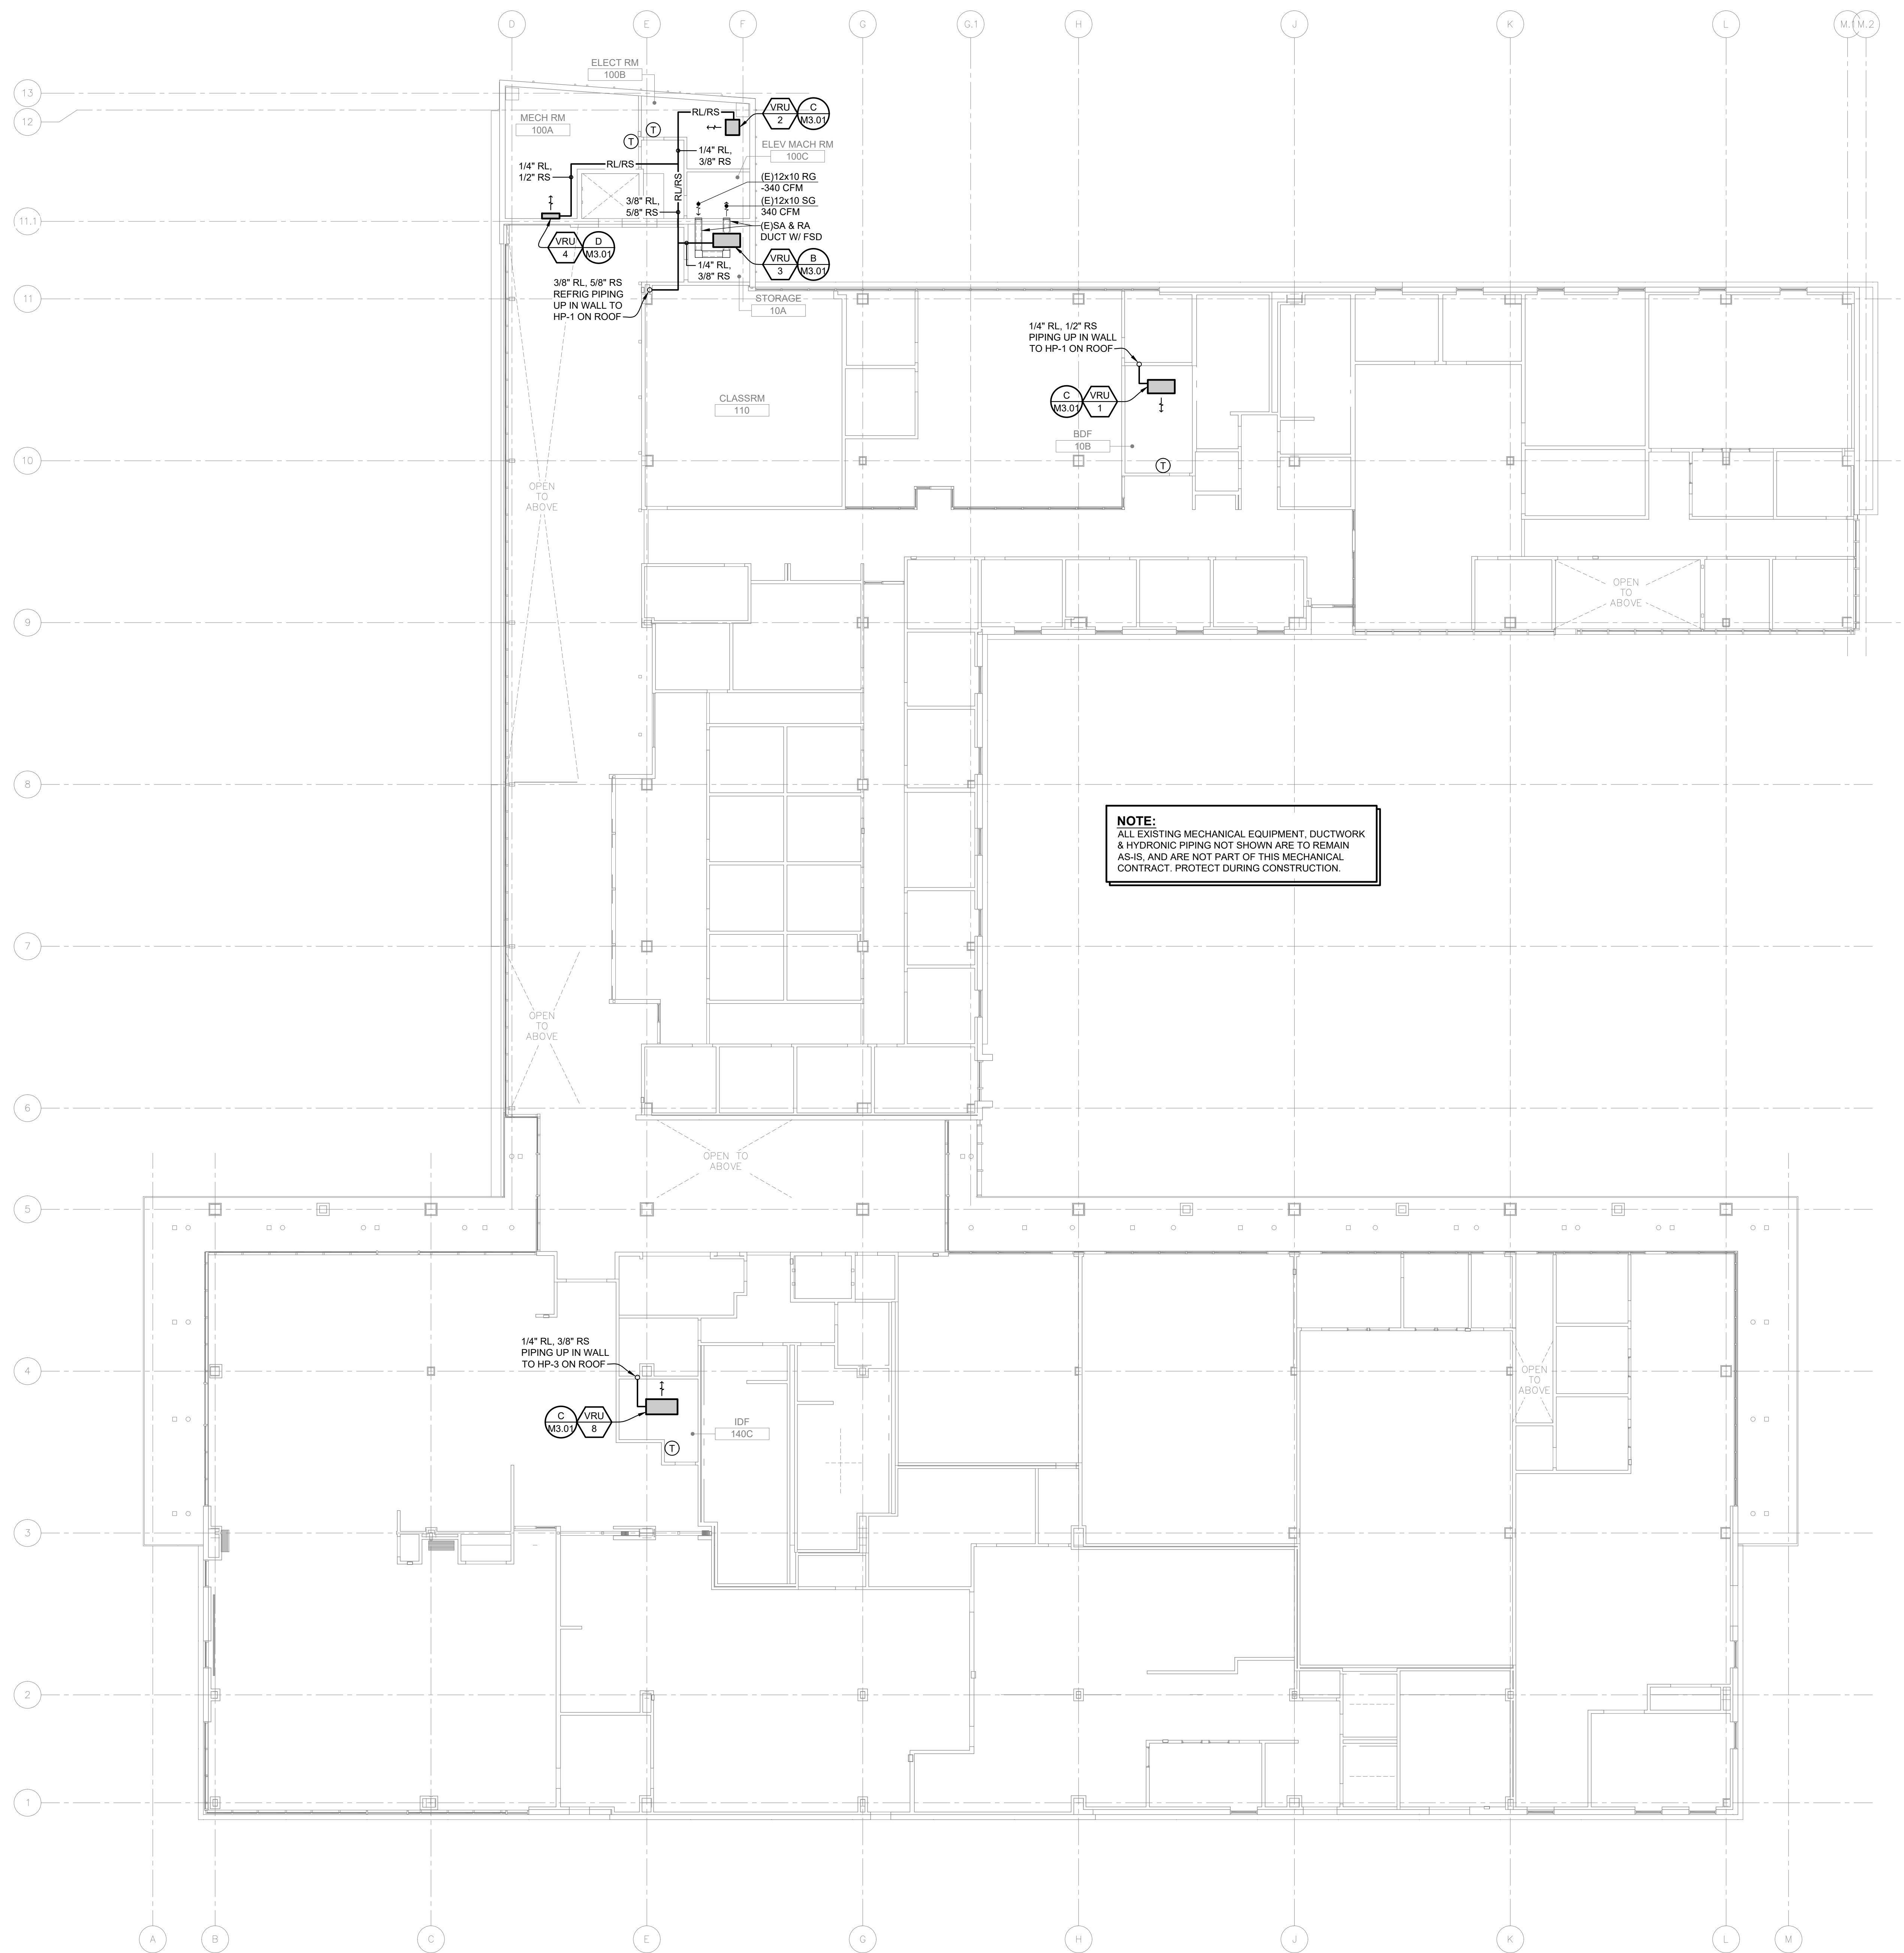 D
E
F
G
G.1
H
J
K
L
M.1
M.2
13
12
11.1
11
10
9
8
7
6
5
4
3
2
1
ELECT RM
100B
MECH RM
100A
RL/RS
VRU
2
C
M3.01
T
T
1/4" RL,
3/8" RS
ELEV MACH RM
100C
1/4" RL,
1/2" RS
RL/RS
RL/RS
(E)12x10 RG
-340 CFM
(E)12x10 SG
340 CFM
3/8" RL,
5/8" RS
(E)SA & RA
DUCT W/ FSD
VRU
4
D
M3.01
VRU
3
B
M3.01
1/4" RL,
3/8" RS
3/8" RL, 5/8" RS
REFRIG PIPING
UP IN WALL TO
HP-1 ON ROOF
STORAGE
10A
1/4" RL, 1/2" RS
PIPING UP IN WALL
TO HP-1 ON ROOF
CLASSRM
110
C
M3.01
VRU
1
BDF
10B
T
OPEN
TO
ABOVE
OPEN
TO
ABOVE
NOTE:
ALL EXISTING MECHANICAL EQUIPMENT, DUCTWORK
& HYDRONIC PIPING NOT SHOWN ARE TO REMAIN
AS-IS, AND ARE NOT PART OF THIS MECHANICAL
CONTRACT. PROTECT DURING CONSTRUCTION.
OPEN
TO
ABOVE
OPEN TO
ABOVE
1/4" RL, 3/8" RS
PIPING UP IN WALL
TO HP-3 ON ROOF
OPEN
TO
ABOVE
C
M3.01
VRU
8
IDF
140C
T
A
B
C
E
G
H
J
K
L
M